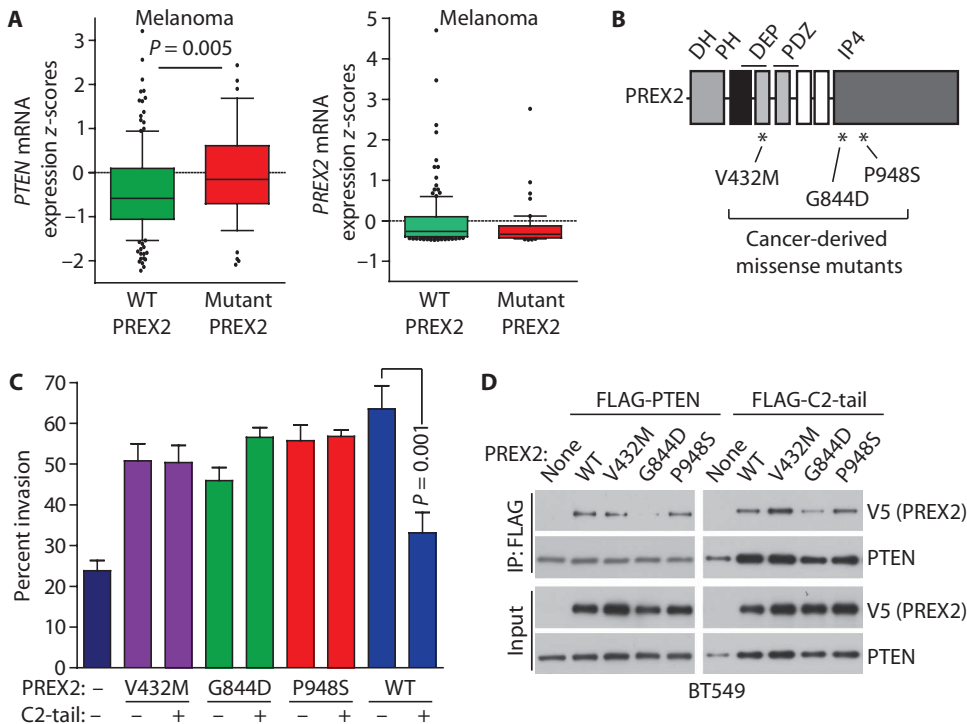 A
Melanoma
P = 0.005
PTEN mRNA
expression z-scores
3
2
1
0
−1
−2
WT
PREX2
Mutant
PREX2
Melanoma
PREX2 mRNA
expression z-scores
5
4
3
2
1
0
−1
WT
PREX2
Mutant
PREX2
B
DH
PH
DEP
PDZ
IP4
PREX2
* * *
V432M
G844D
P948S
Cancer-derived
missense mutants
C
Percent invasion
70
60
50
40
30
20
10
0
P = 0.001
PREX2: – V432M G844D P948S WT
C2-tail: – – + – + – + – +
D
FLAG-PTEN FLAG-C2-tail
PREX2: None WT V432M G844D P948S None WT V432M G844D P948S
IP: FLAG
V5 (PREX2)
PTEN
Input
V5 (PREX2)
PTEN
BT549